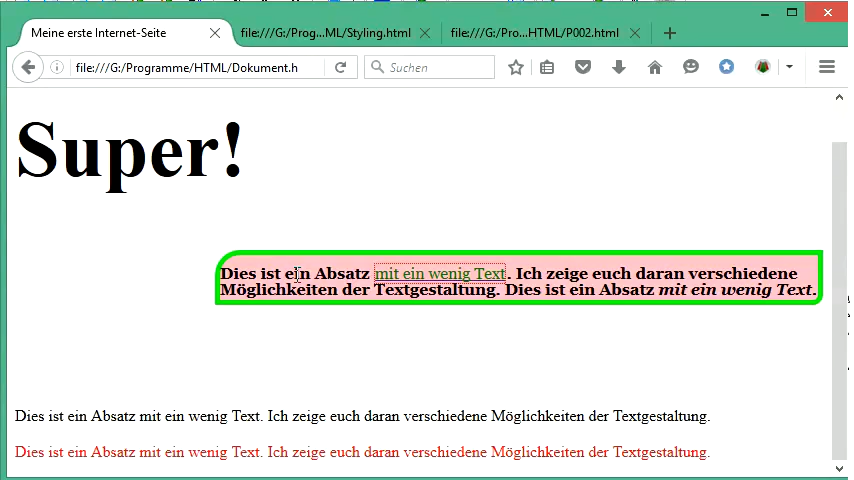 Meine erste Internet-Seite
file:///G:/Prog...ML/Styling.html
file:///G:/Pro...HTML/P002.html
file:///G:/Programme/HTML/Dokument.h
Suchen
Super!
Dies ist ein Absatz mit ein wenig Text. Ich zeige euch daran verschiedene
Möglichkeiten der Textgestaltung. Dies ist ein Absatz mit ein wenig Text.
Dies ist ein Absatz mit ein wenig Text. Ich zeige euch daran verschiedene Möglichkeiten der Textgestaltung.
Dies ist ein Absatz mit ein wenig Text. Ich zeige euch daran verschiedene Möglichkeiten der Textgestaltung.